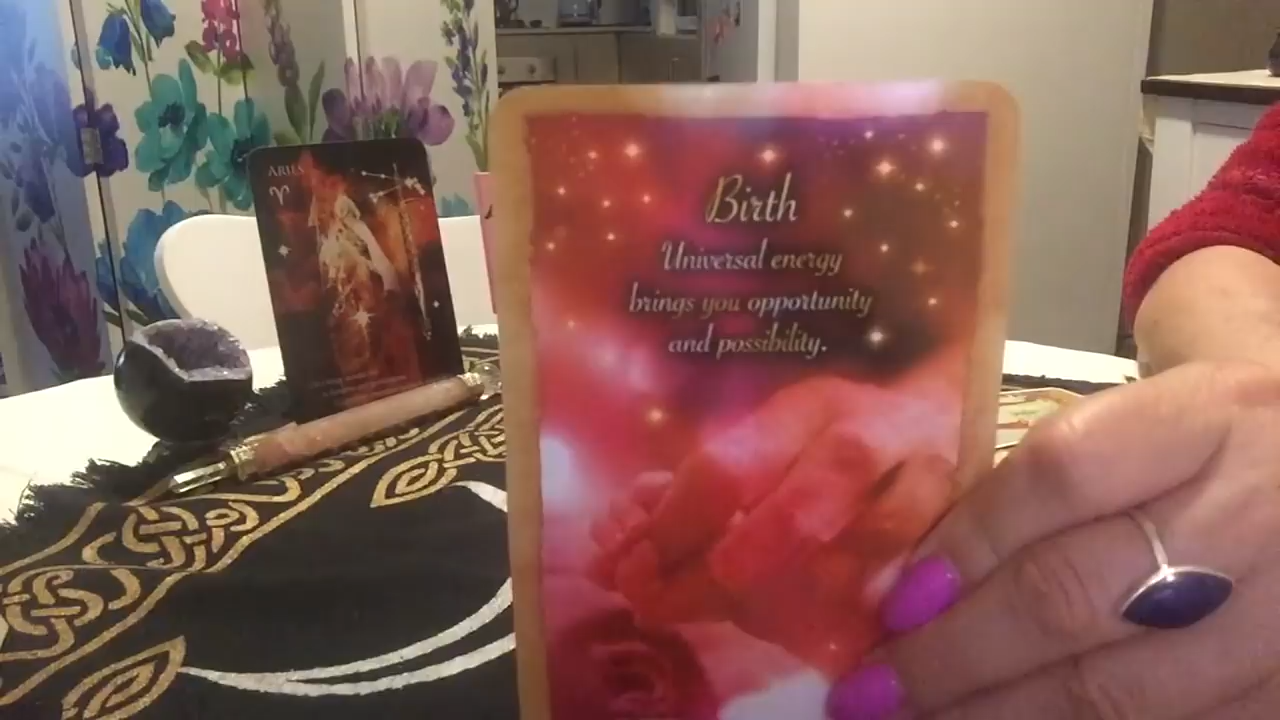 ARIES
Birth
Universal energy
brings you opportunity
and possibility.